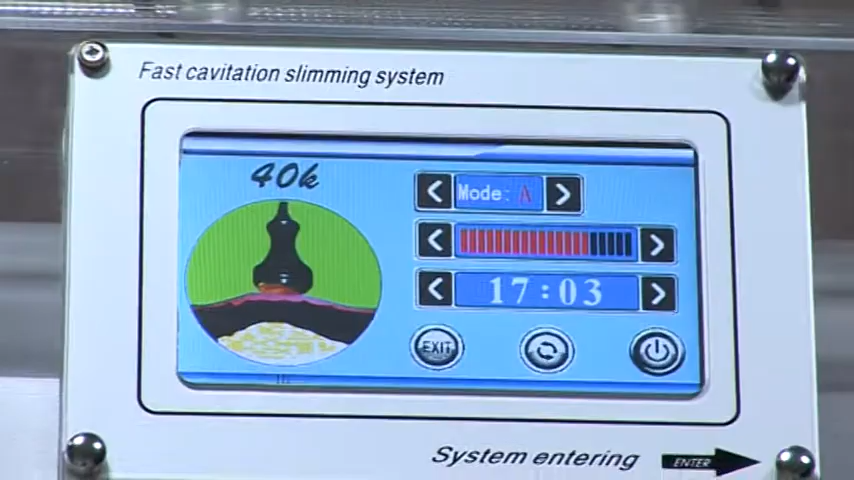 Fast cavitation slimming system
40k
Mode: A
17:03
EXIT
System entering ENTER